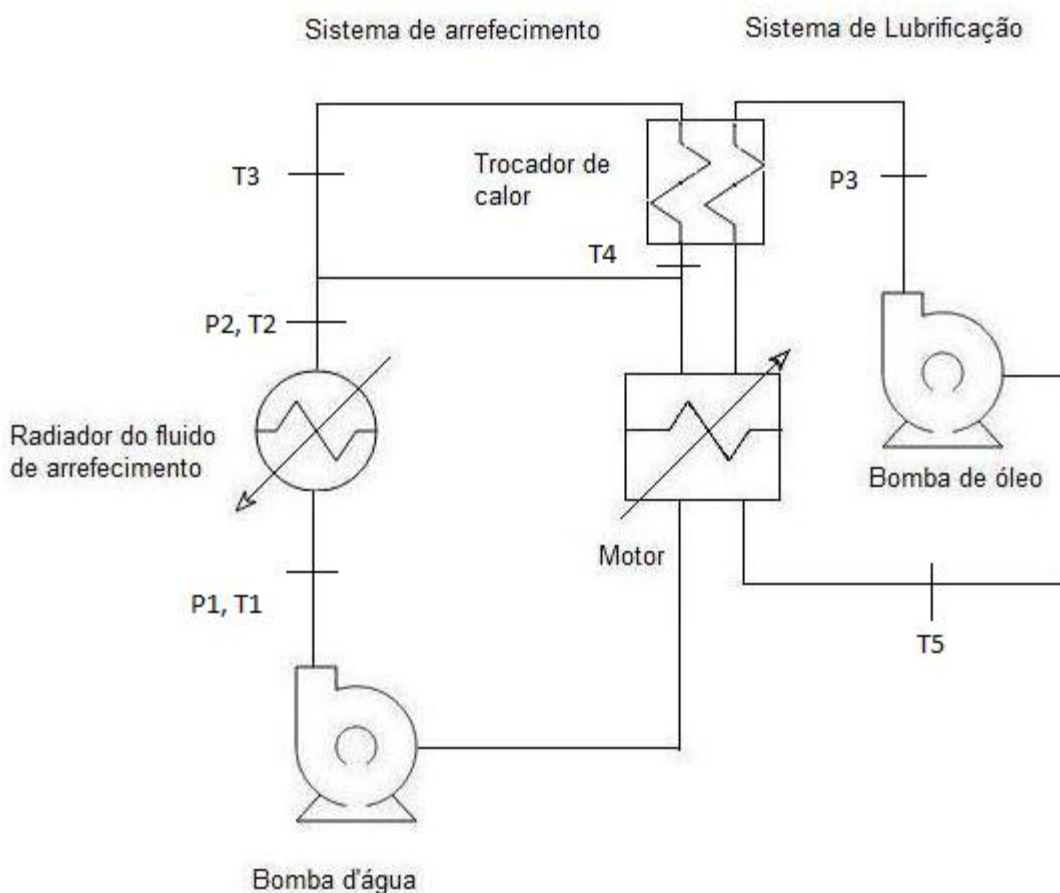 Sistema de arrefecimento
Sistema de Lubrificação
T3
Trocador de
calor
P3
T4
P2, T2
Radiador do fluido
de arrefecimento
Bomba de óleo
Motor
P1, T1
T5
Bomba d'água